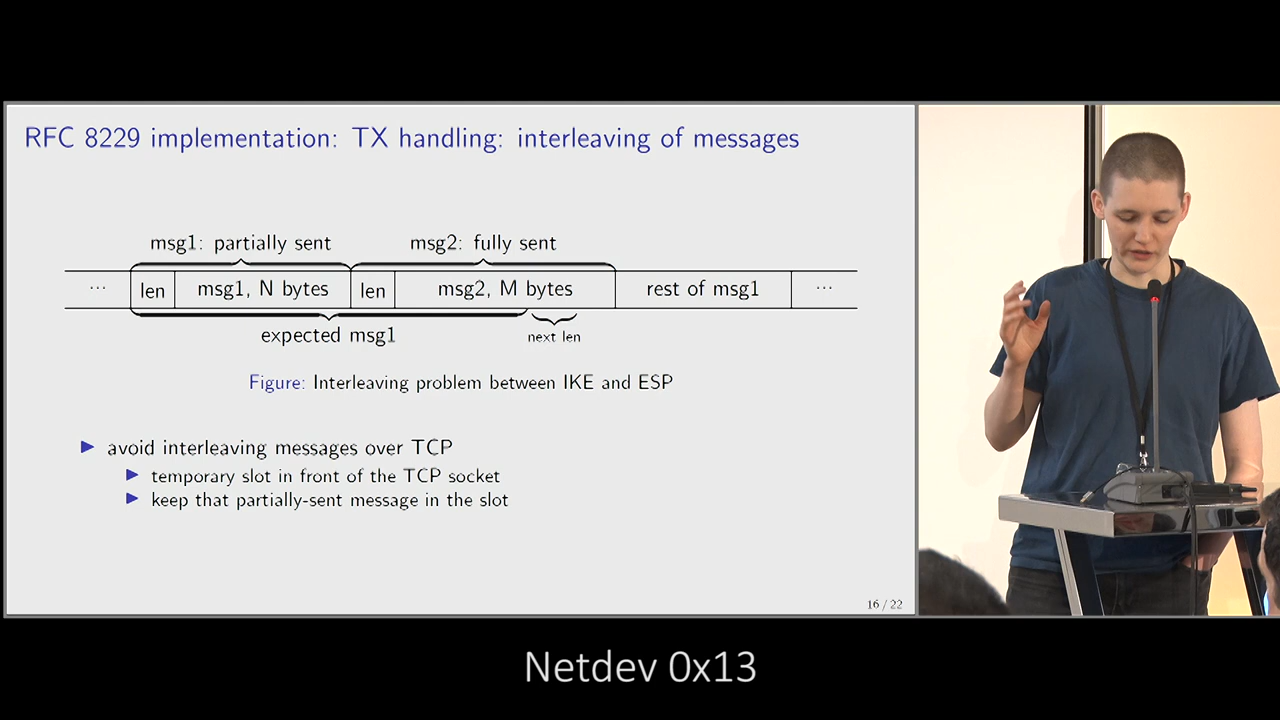 RFC 8229 implementation: TX handling: interleaving of messages
msg1: partially sent msg2: fully sent
... len msg1, N bytes len msg2, M bytes rest of msg1 ...
expected msg1 next len
Figure: Interleaving problem between IKE and ESP
avoid interleaving messages over TCP
temporary slot in front of the TCP socket
keep that partially-sent message in the slot
16 / 22
Netdev 0x13